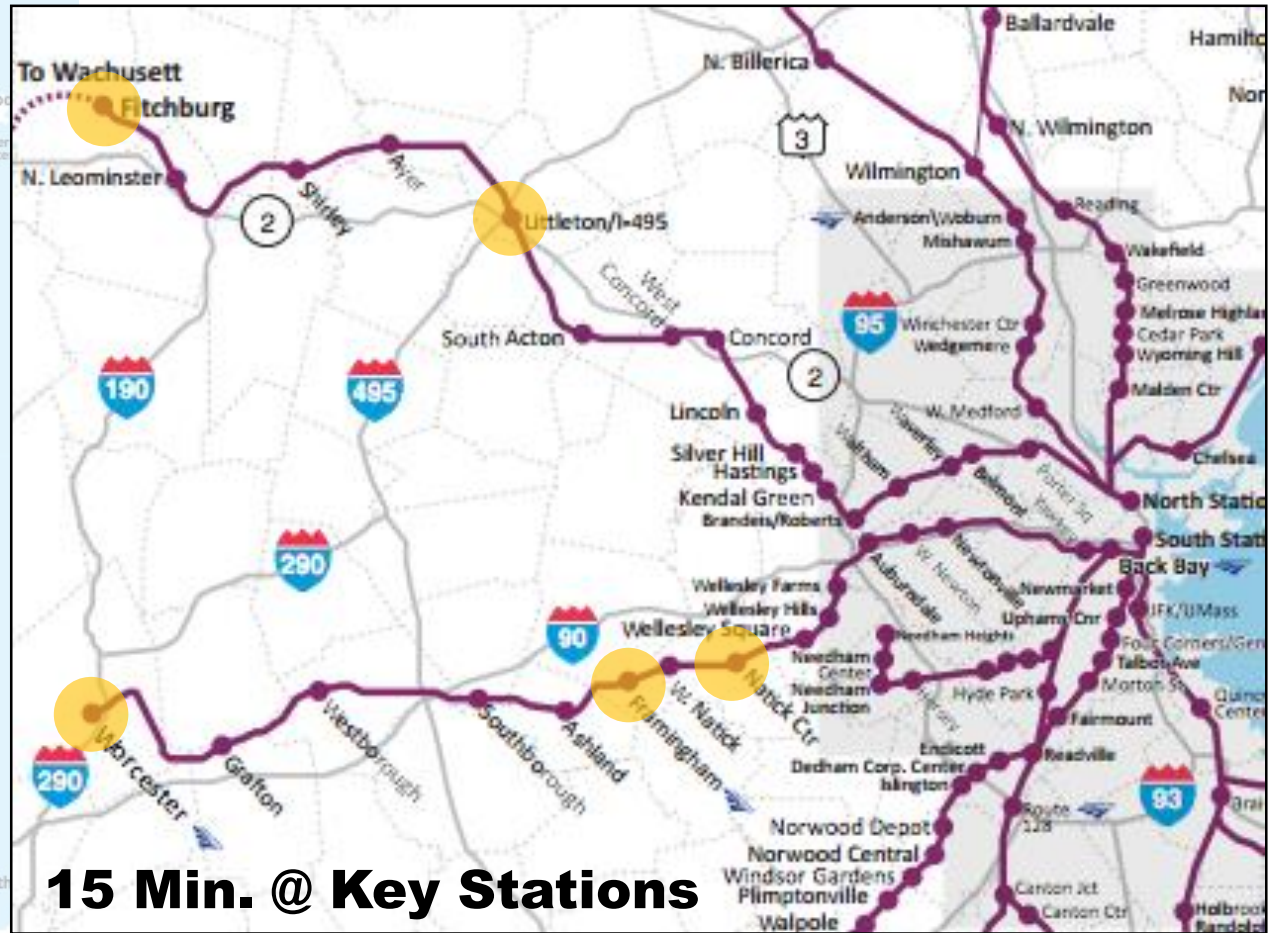 Ballardvale
N. Billerica
To Wachusett
Fitchburg
3
N. Wilmington
N. Leominster
Ayer
Wilmington
Shirley
2
Littleton/I-495
Reading
Anderson\Woburn
Mishawum
Wakefield
Greenwood
West
Concord
95
Melrose
Winchester Ctr
Cedar Park
South Acton
Concord
Wedgemere
Wyoming Hill
190
495
2
Malden Ctr
Lincoln
W. Medford
Waverley
Waltham
Silver Hill
Hastings
Belmont
Porter Sq
Chelsea
Kendal Green
North
Brandeis/Roberts
Yawkey
South
290
Back Bay
Auburndale
W. Newton
Newtonville
Wellesley Farms
Newmarket
Wellesley Hills
JFK/UMass
90
Wellesley Square
Uphams Cnr
Needham Heights
Four Corners/
Needham
Center
Talbot Ave
Needham
Junction
Hyde Park
Morton St
Natick Ctr
W. Natick
Framingham
Ashland
Southborough
Westborough
Grafton
Worcester
290
Fairmount
Endicott
Readville
Dedham Corp. Center
Islington
93
Route
128
Norwood Depot
Norwood Central
Windsor Gardens
Plimptonville
Walpole
Canton Jct
Canton Ctr
15 Min. @ Key Stations